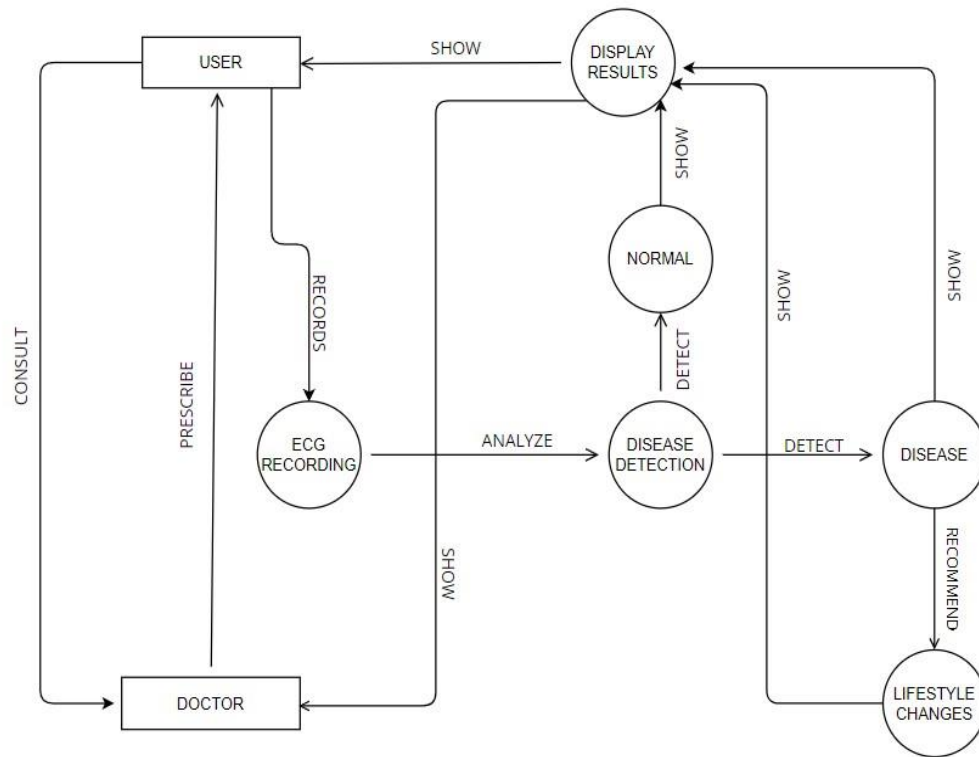 USER
SHOW
DISPLAY
RESULTS
SHOW
NORMAL
SHOW
SHOW
RECORDS
CONSULT
PRESCRIBE
DETECT
ECG
RECORDING
ANALYZE
DISEASE
DETECTION
DETECT
DISEASE
SHOW
RECOMMEND
DOCTOR
LIFESTYLE
CHANGES